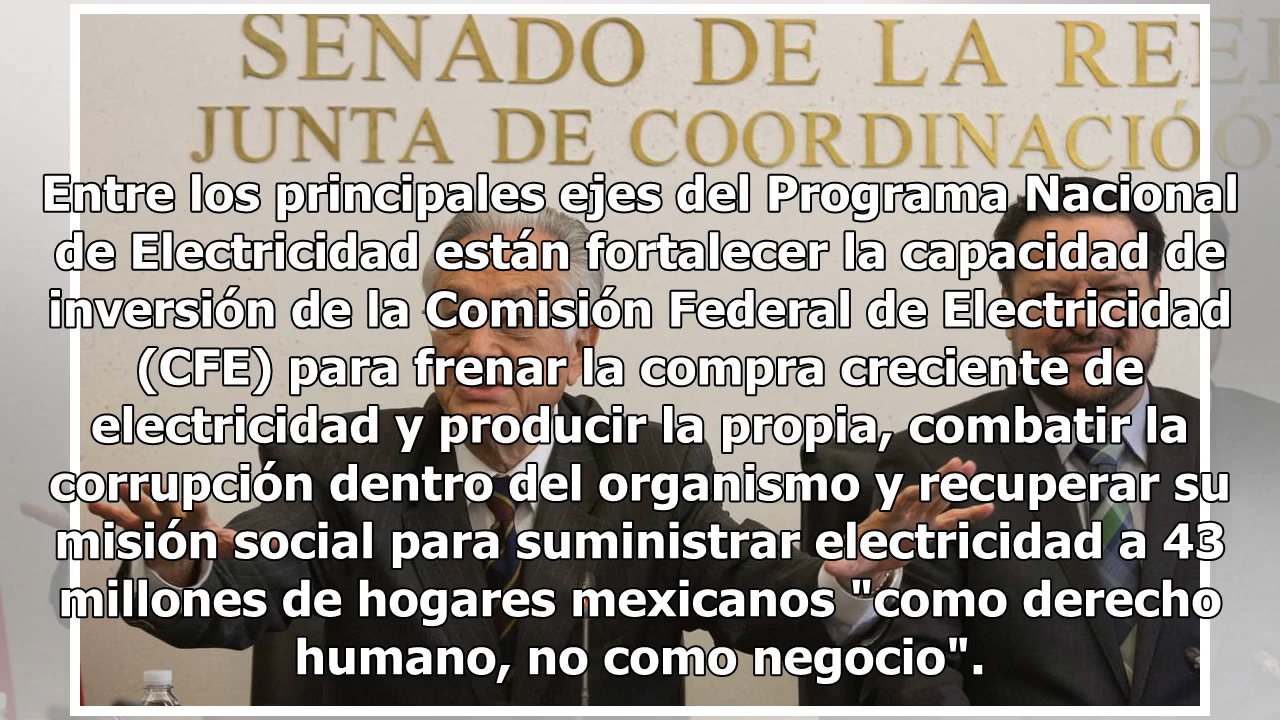 SENADO DE LA REE
JUNTA DE COORDINACIÓ
Entre los principales ejes del Programa Nacional
de Electricidad están fortalecer la capacidad de
inversión de la Comisión Federal de Electricidad
(CFE) para frenar la compra creciente de
electricidad y producir la propia, combatir la
corrupción dentro del organismo y recuperar su
misión social para suministrar electricidad a 43
millones de hogares mexicanos "como derecho
humano, no como negocio".